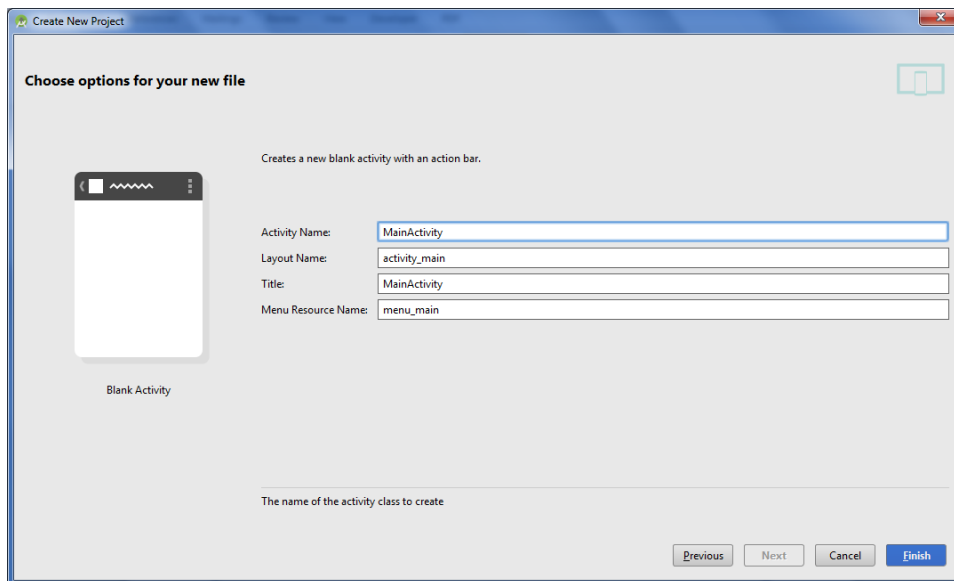 Create New Project
Choose options for your new file
Creates a new blank activity with an action bar.
Activity Name: MainActivity
Layout Name: activity_main
Title: MainActivity
Menu Resource Name: menu_main
Blank Activity
The name of the activity class to create
Previous Next Cancel Finish